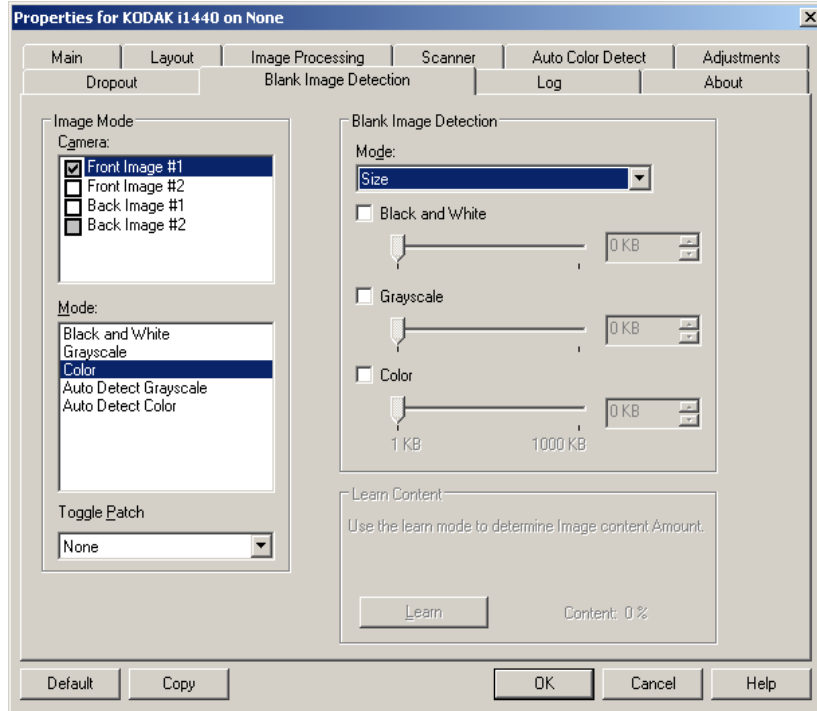 Properties for KODAK i1440 on None
Main Layout Image Processing Scanner Auto Color Detect Adjustments
Dropout Blank Image Detection Log About
Image Mode
Camera:
Front Image #1
Front Image #2
Back Image #1
Back Image #2
Mode:
Black and White
Grayscale
Color
Auto Detect Grayscale
Auto Detect Color
Toggle Patch
None
Blank Image Detection
Mode:
Size
Black and White
0 KB
Grayscale
0 KB
Color
0 KB
1 KB 1000 KB
Learn Content
Use the learn mode to determine Image content Amount.
Learn Content: 0 %
Default Copy OK Cancel Help